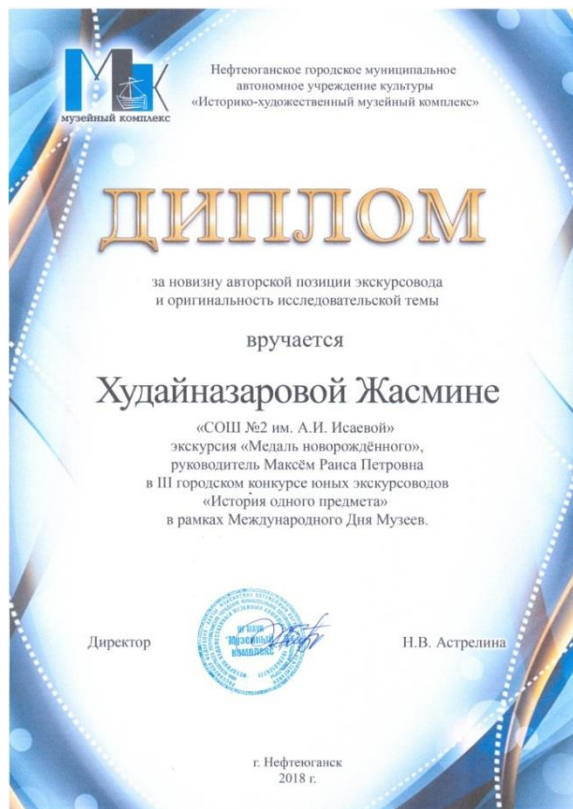 МК
музейный комплекс
Нефтеюганское городское муниципальное
автономное учреждение культуры
«Историко-художественный музейный комплекс»
ДИПЛОМ
за новизну авторской позиции экскурсовода
и оригинальность исследовательской темы
вручается
Худайназаровой Жасмине
«СОШ №2 им. А.И. Исаевой»
экскурсия «Медаль новорождённого»,
руководитель Максём Раиса Петровна
в III городском конкурсе юных экскурсоводов
«История одного предмета»
в рамках Международного Дня Музеев.
Директор
музейный
комплекс
Н.В. Астрелина
г. Нефтеюганск
2018 г.